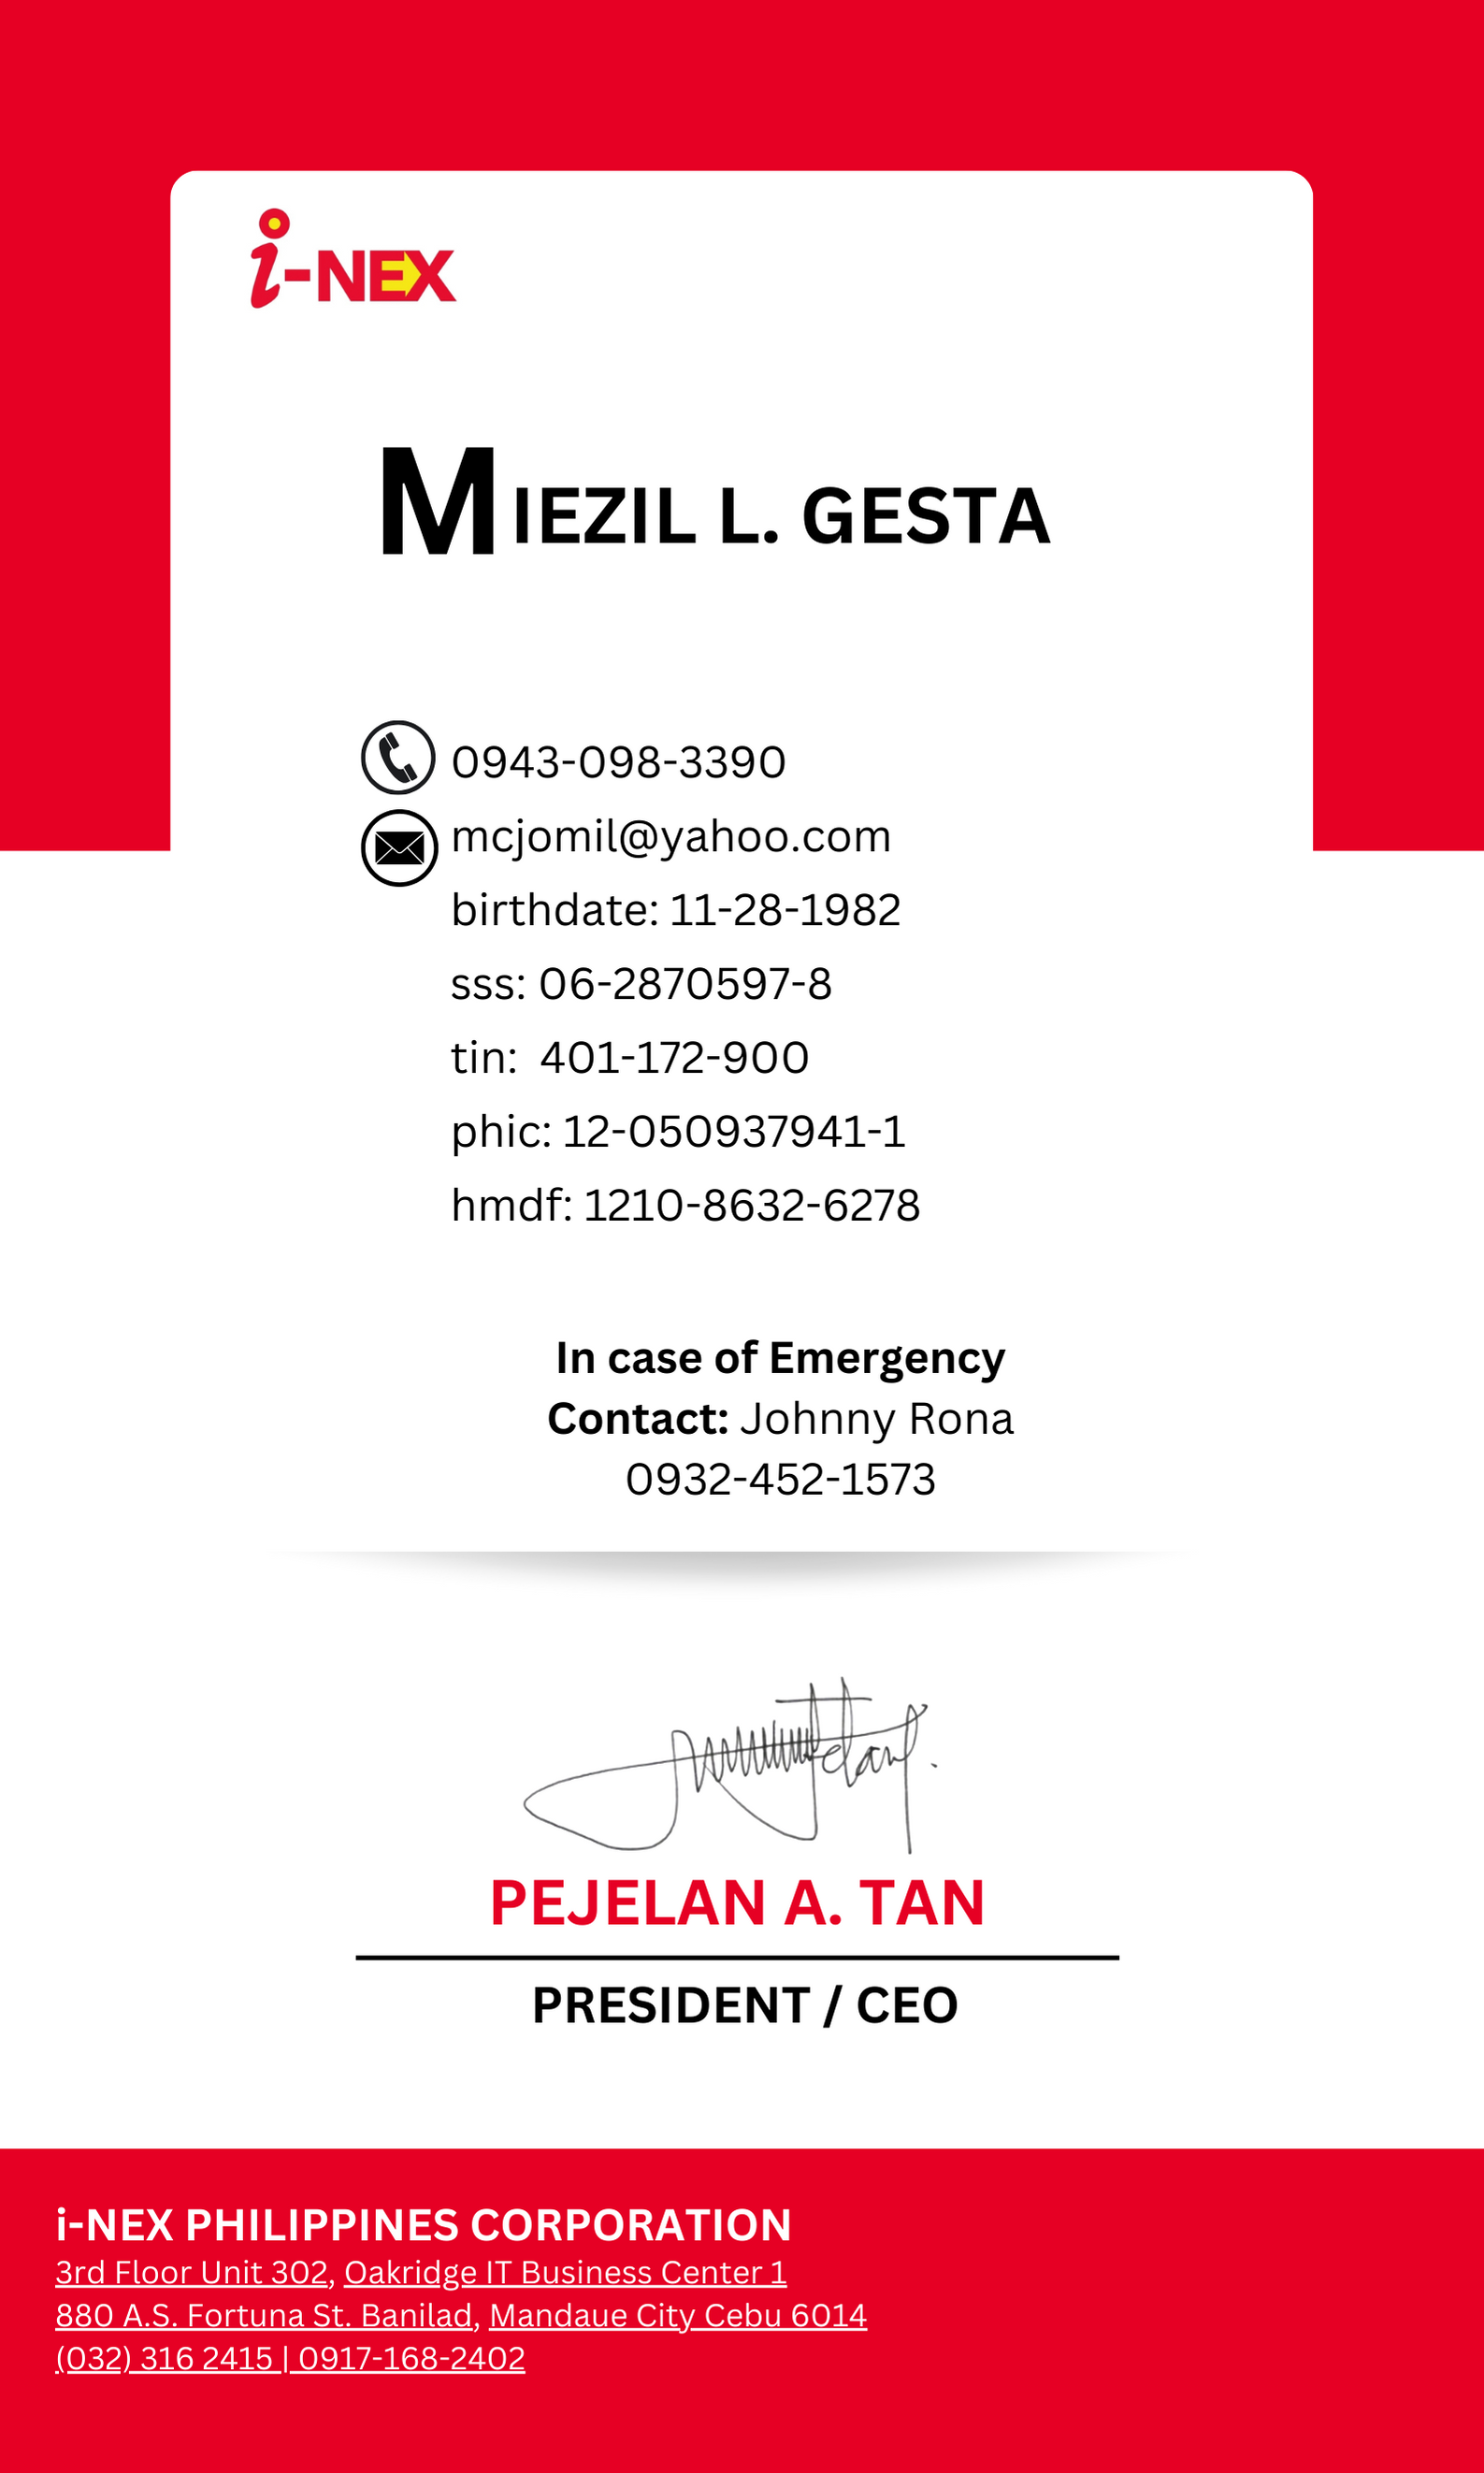 i-NEX
MIEZIL L. GESTA
0943-098-3390
mcjomil@yahoo.com
birthdate: 11-28-1982
sss: 06-2870597-8
tin:  401-172-900
phic: 12-050937941-1
hmdf: 1210-8632-6278
In case of Emergency
Contact: Johnny Rona
0932-452-1573
PEJELAN A. TAN
PRESIDENT / CEO
i-NEX PHILIPPINES CORPORATION
3rd Floor Unit 302, Oakridge IT Business Center 1
880 A.S. Fortuna St. Banilad, Mandaue City Cebu 6014
(032) 316 2415 | 0917-168-2402